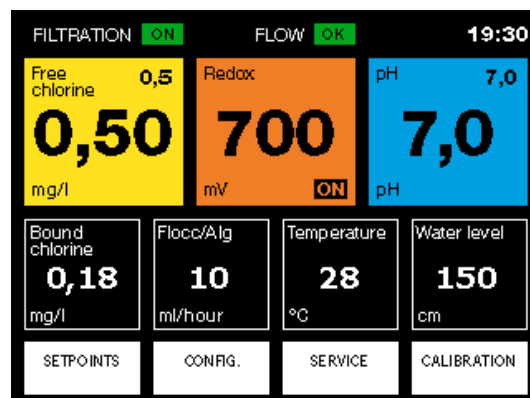 FILTRATION ON FLOW OK 19:30
Free chlorine 0,5
0,50
mg/l
Redox
700
mV ON
pH 7,0
7,0
pH
Bound chlorine
0,18
mg/l
Flocc/Alg
10
ml/hour
Temperature
28
°C
Water level
150
cm
SETPOINTS CONFIG. SERVICE CALIBRATION